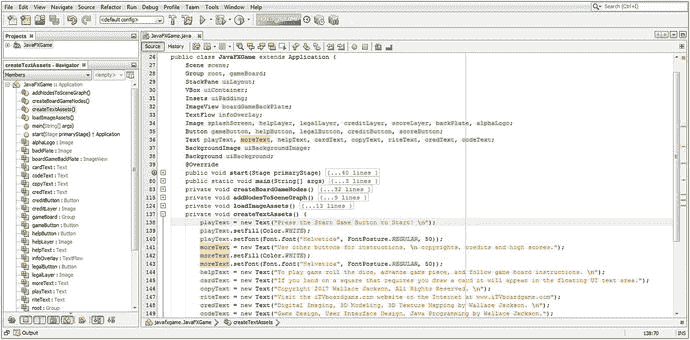 File Edit View Navigate Source Refactor Run Debug Profile Team Tools Window Help
Search (Ctrl+I)
<default config>
Projects
JavaFXGame
createTextAssets - Navigator
Members
<empty>
JavaFXGame :: Application
addNodesToSceneGraph()
createBoardGameNodes()
createTextAssets()
loadImageAssets()
main(String[] args)
start(Stage primaryStage) ↑ Application
alphaLogo : Image
backPlate : Image
boardGameBackPlate : ImageView
cardText : Text
codeText : Text
copyText : Text
credText : Text
creditButton : Button
creditLayer : Image
gameBoard : Group
gameButton : Button
helpButton : Button
helpLayer : Image
helpText : Text
infoOverlay : TextFlow
legalButton : Button
legalLayer : Image
moreText : Text
playText : Text
riteText : Text
root : Group
JavaFXGame.java
Source History
24 public class JavaFXGame extends Application {
26 Scene scene;
27 Group root, gameBoard;
28 StackPane uiLayout;
29 VBox uiContainer;
30 Insets uiPadding;
31 ImageView boardGameBackPlate;
32 TextFlow infoOverlay;
33 Image splashScreen, helpLayer, legalLayer, creditLayer, scoreLayer, backPlate, alphaLogo;
35 Button gameButton, helpButton, legalButton, creditButton, scoreButton;
36 Text playText, moreText, helpText, cardText, copyText, riteText, credText, codeText;
37 BackgroundImage uiBackgroundImage;
38 Background uiBackground;
39 @Override
public void start(Stage primaryStage) {...40 lines }
80 public static void main(String[] args) {...3 lines }
83 private void createBoardGameNodes() {...32 lines }
115 private void addNodesToSceneGraph() {...9 lines }
124 private void loadImageAssets() {...13 lines }
137 private void createTextAssets() {
138 playText = new Text("Press the Start Game Button to Start! \n");
139 playText.setFill(Color.WHITE);
140 playText.setFont(Font.font("Helvetica", FontPosture.REGULAR, 50));
141 moreText = new Text("Use other buttons for instructions, \n copyrights, credits and high scores.");
142 moreText.setFill(Color.WHITE);
143 moreText.setFont(Font.font("Helvetica", FontPosture.REGULAR, 50));
144 helpText = new Text("To play game roll the dice, advance game piece, and follow game board instructions. \n");
145 cardText = new Text("If you land on a square that requires you draw a card it will appear in the floating UI text area.");
146 copyText = new Text("Copyright 2017 Wallace Jackson, All Rights Reserved. \n");
147 riteText = new Text("Visit the iTVboardgame.com website on the Internet at www.iTVboardgame.com");
148 credText = new Text("Digital Imaging, 3D Modeling, 3D Texture Mapping by Wallace Jackson. \n");
149 codeText = new Text("Game Design, User Interface Design, Java Programming by Wallace Jackson.");
javafxgame.JavaFXGame
createTextAssets
Output
138:70
INS